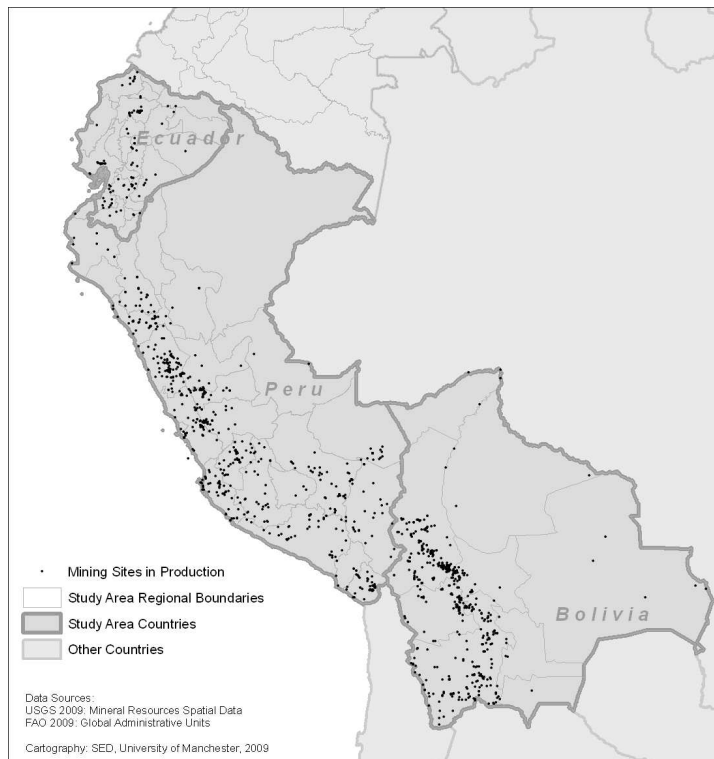 Ecuador
Peru
Bolivia
Mining Sites in Production
Study Area Regional Boundaries
Study Area Countries
Other Countries
Data Sources:
USGS 2009: Mineral Resources Spatial Data
FAO 2009: Global Administrative Units
Cartography: SED, University of Manchester, 2009